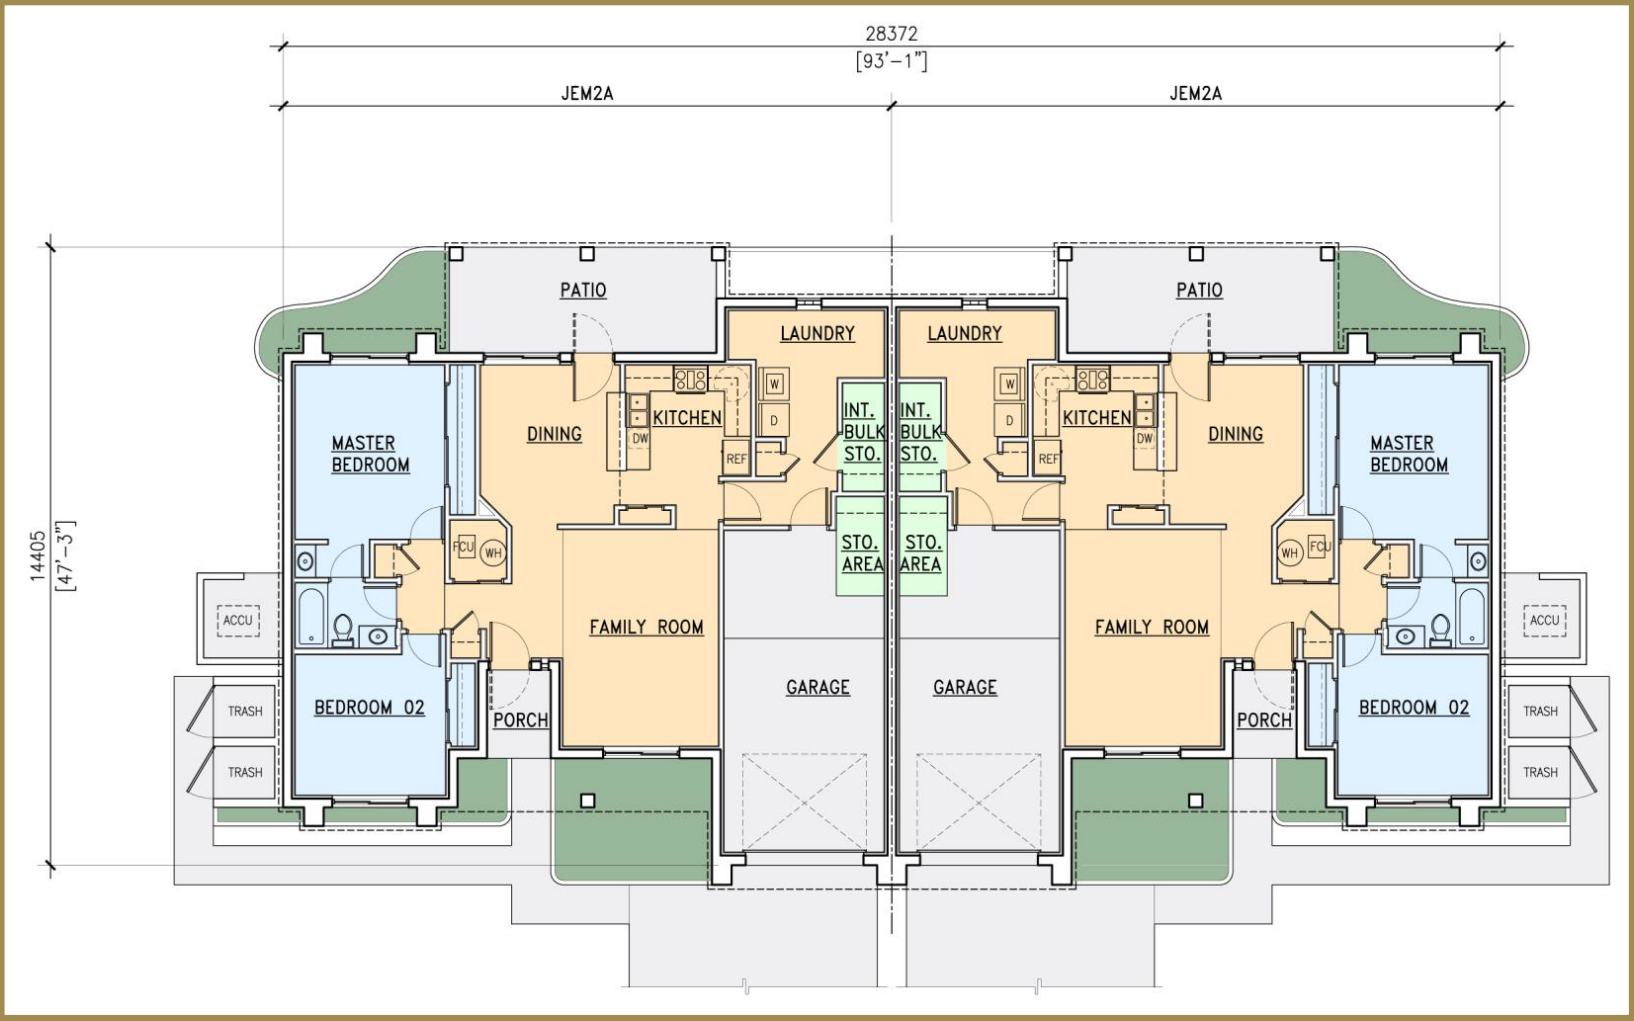 28372
[93'-1"]
JEM2A
JEM2A
PATIO
PATIO
LAUNDRY
LAUNDRY
W
W
D
D
KITCHEN
KITCHEN
DINING
DINING
DW
DW
REF
REF
INT.
BULK
STO.
INT.
BULK
STO.
MASTER
BEDROOM
MASTER
BEDROOM
14405
[47'-3"]
FCU
WH
WH
FCU
STO.
AREA
STO.
AREA
ACCU
ACCU
FAMILY ROOM
FAMILY ROOM
GARAGE
GARAGE
BEDROOM 02
BEDROOM 02
PORCH
PORCH
TRASH
TRASH
TRASH
TRASH